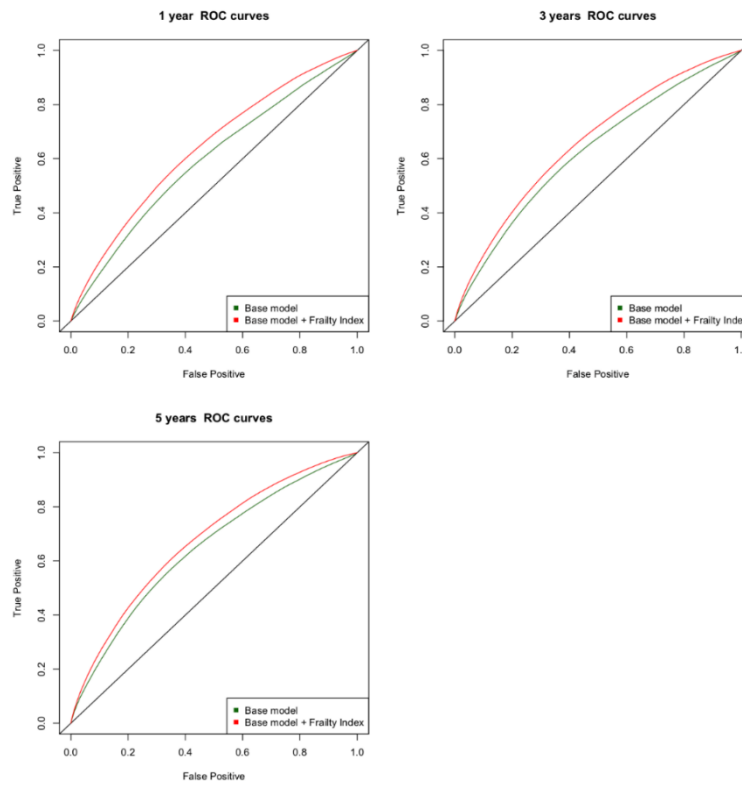 1 year ROC curves
True Positive
1.0
0.8
0.6
0.4
0.2
0.0
Base model
Base model + Frailty Index
0.0 0.2 0.4 0.6 0.8 1.0
False Positive
3 years ROC curves
True Positive
1.0
0.8
0.6
0.4
0.2
0.0
Base model
Base model + Frailty Inde
0.0 0.2 0.4 0.6 0.8 1.
False Positive
5 years ROC curves
True Positive
1.0
0.8
0.6
0.4
0.2
0.0
Base model
Base model + Frailty Index
0.0 0.2 0.4 0.6 0.8 1.0
False Positive